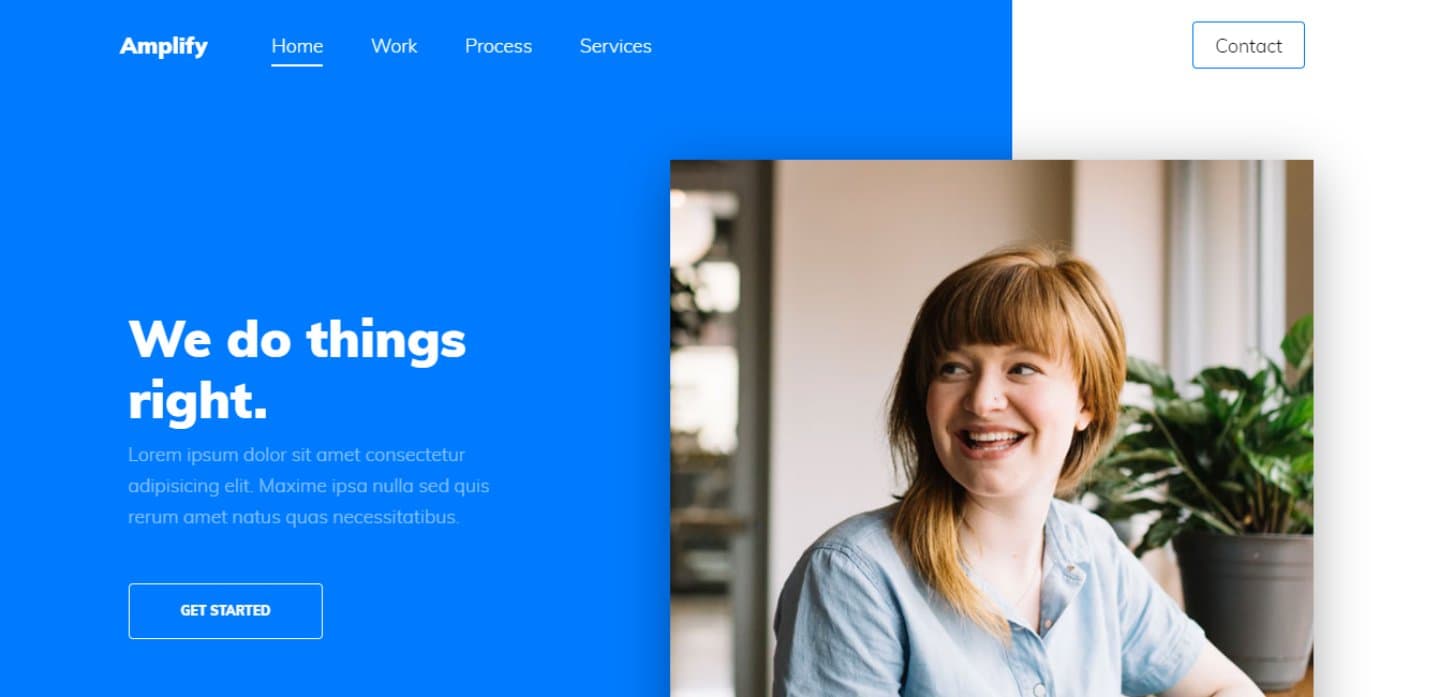 Amplify
Home
Work
Process
Services
Contact
We do things
right.
Lorem ipsum dolor sit amet consectetur
adipisicing elit. Maxime ipsa nulla sed quis
rerum amet natus quas necessitatibus.
GET STARTED